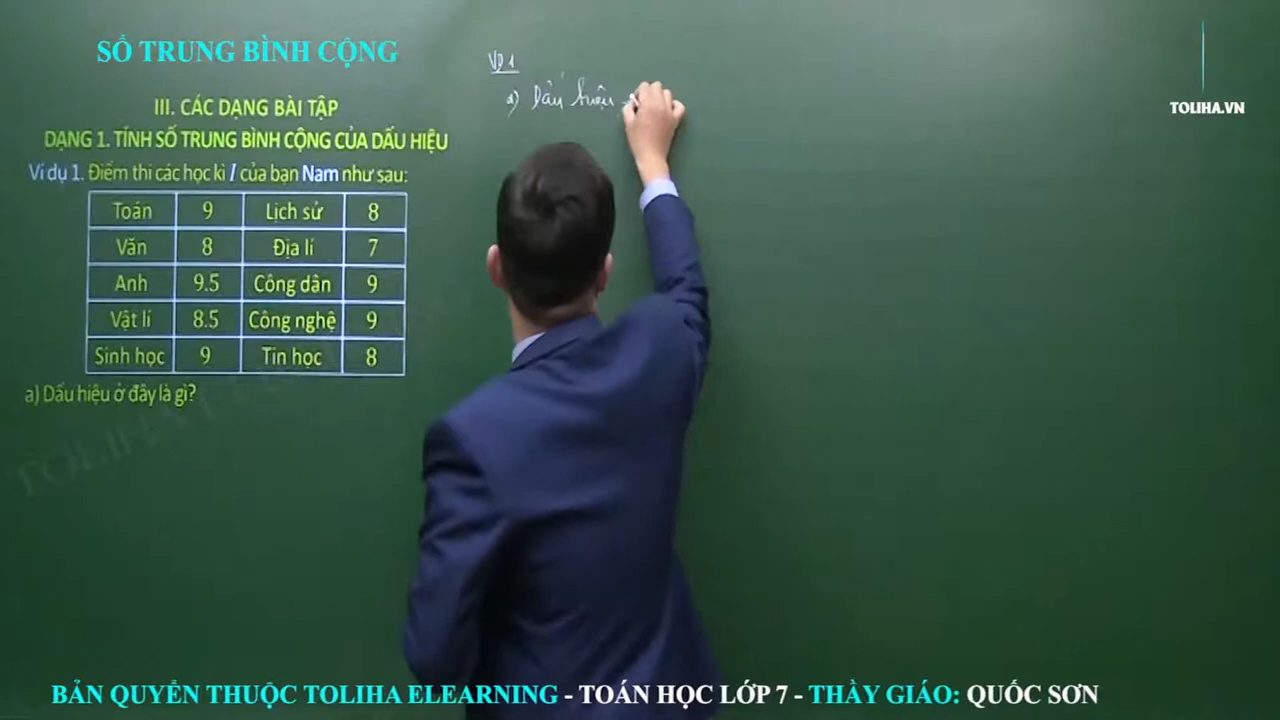 SỐ TRUNG BÌNH CỘNG
III. CÁC DẠNG BÀI TẬP
DẠNG 1. TÍNH SỐ TRUNG BÌNH CỘNG CỦA DẤU HIỆU
Ví dụ 1. Điểm thi các học kì I của bạn Nam như sau:
Toán 9 Lịch sử 8
Văn 8 Địa lí 7
Anh 9.5 Công dân 9
Vật lí 8.5 Công nghệ 9
Sinh học 9 Tin học 8
a) Dấu hiệu ở đây là gì?
VD1
a) Dấu hiệu
TOLIHA.VN
BẢN QUYỀN THUỘC TOLIHA ELEARNING - TOÁN HỌC LỚP 7 - THẦY GIÁO: QUỐC SƠN